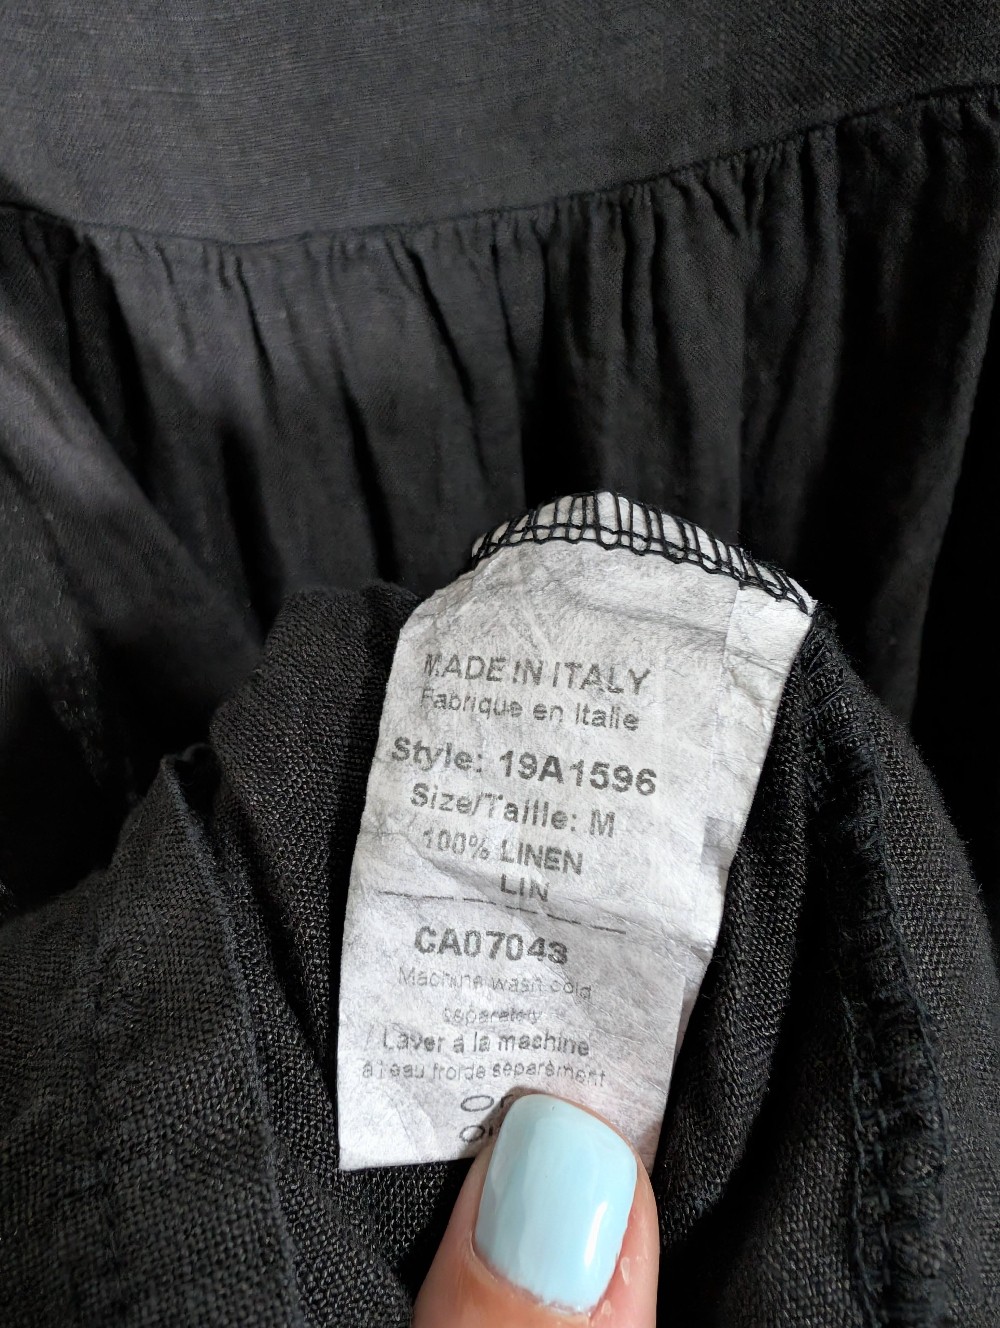 MADE IN ITALY
Fabrique en Italie
Style: 19A1596
Size/Taille: M
100% LINEN
LIN
CA07043
Machine wash cold
separately
Laver a la machine
a l eau froide separement